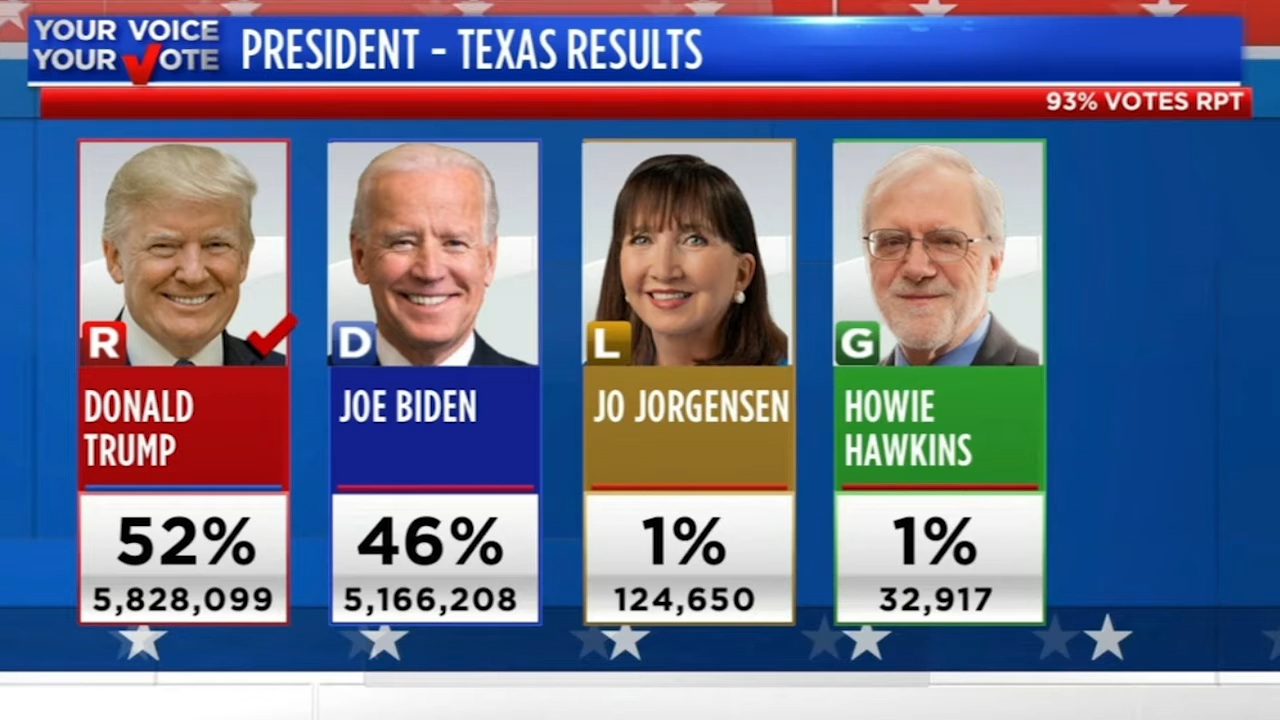 YOUR VOICE
YOUR VOTE
PRESIDENT - TEXAS RESULTS
93% VOTES RPT
R
D
L
G
DONALD
TRUMP
JOE BIDEN
JO JORGENSEN
HOWIE
HAWKINS
52%
46%
1%
1%
5,828,099
5,166,208
124,650
32,917